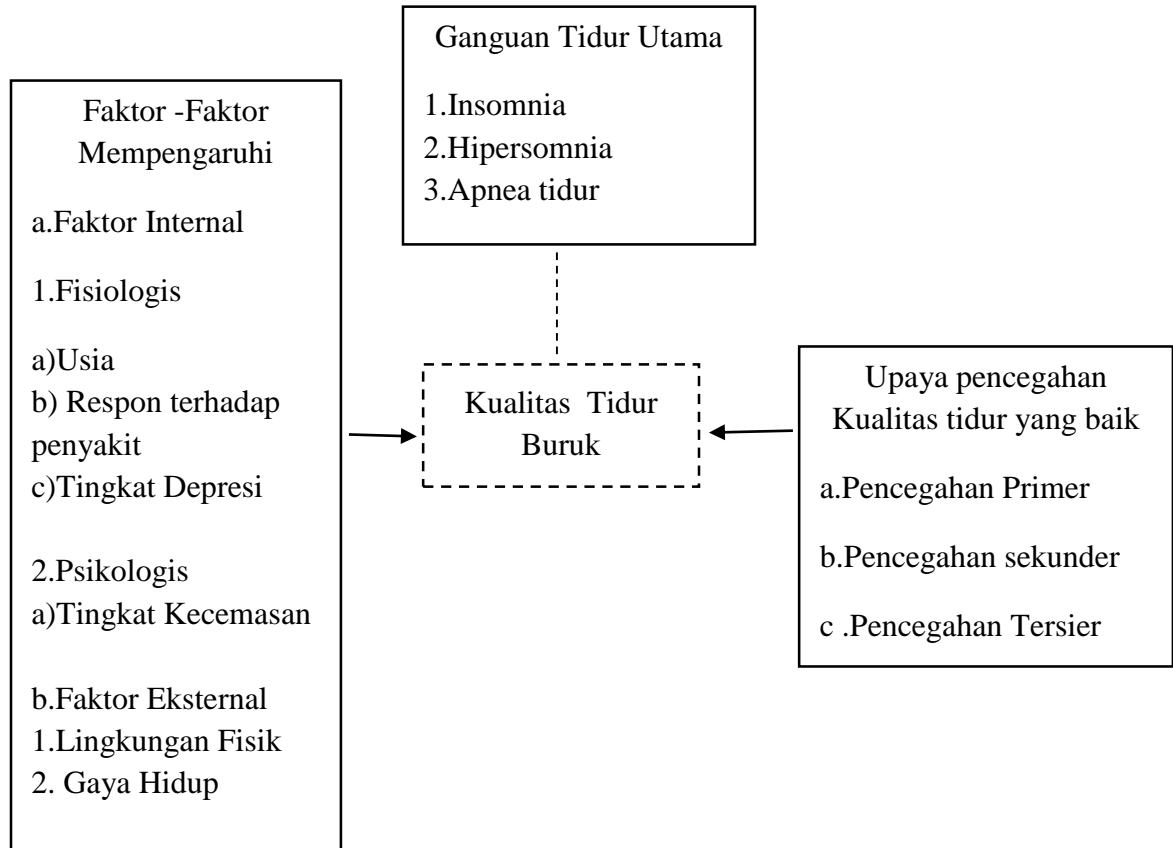 Ganguan Tidur Utama
1.Insomnia
2.Hipersomnia
3.Apnea tidur
Faktor -Faktor
Mempengaruhi
a.Faktor Internal
1.Fisiologis
a)Usia
b) Respon terhadap
penyakit
c)Tingkat Depresi
2.Psikologis
a)Tingkat Kecemasan
b.Faktor Eksternal
1.Lingkungan Fisik
2. Gaya Hidup
Kualitas Tidur
Buruk
Upaya pencegahan
Kualitas tidur yang baik
a.Pencegahan Primer
b.Pencegahan sekunder
c .Pencegahan Tersier